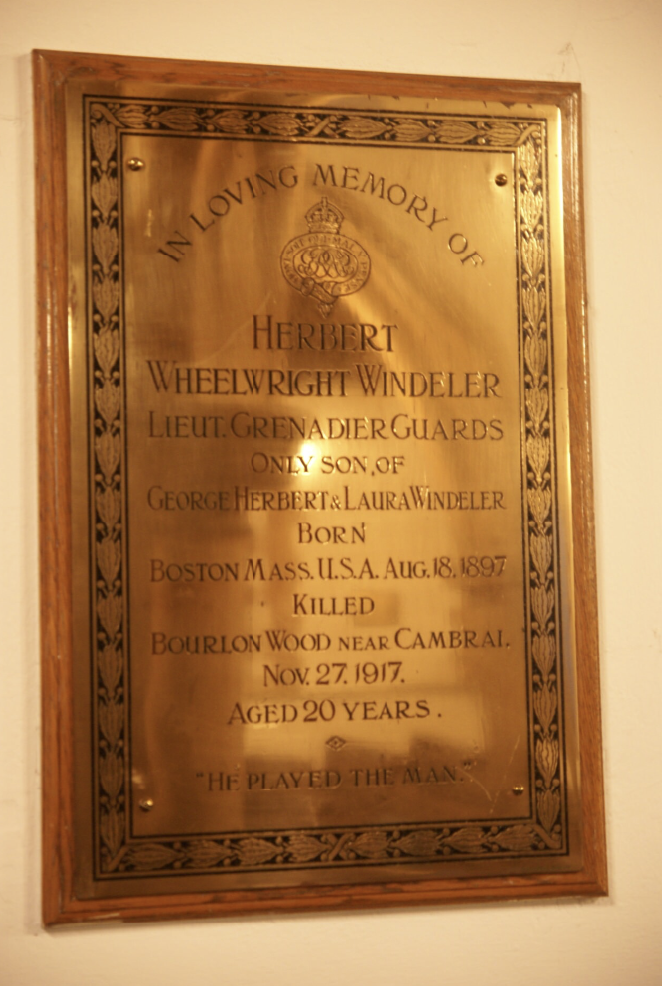 IN LOVING MEMORY OF
HERBERT
WHEELWRIGHT WINDELER
LIEUT. GRENADIER GUARDS
ONLY SON, OF
GEORGE HERBERT & LAURA WINDELER
BORN
BOSTON MASS. U.S.A. AUG. 18. 1897
KILLED
BOURLON WOOD NEAR CAMBRAI.
NOV. 27. 1917.
AGED 20 YEARS.
"HE PLAYED THE MAN."